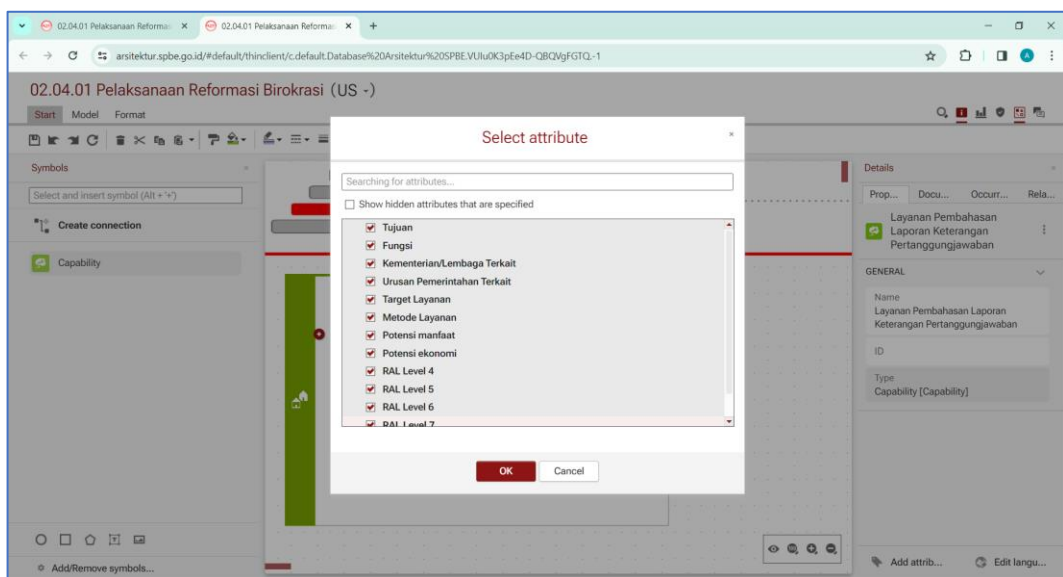 02.04.01 Pelaksanaan Reformas
02.04.01 Pelaksanaan Reformas
arsitektur.spbe.go.id/#default/thinclient/c.default.Database%20Arsitektur%20SPBE.VUIu0K3pEe4D-QBQVgFGTQ.-1
A
02.04.01 Pelaksanaan Reformasi Birokrasi (US -)
Start Model Format
Symbols
Select and insert symbol (Alt + '+')
Create connection
Capability
Add/Remove symbols...
Select attribute
Searching for attributes...
Show hidden attributes that are specified
Tujuan
Fungsi
Kementerian/Lembaga Terkait
Urusan Pemerintahan Terkait
Target Layanan
Metode Layanan
Potensi manfaat
Potensi ekonomi
RAL Level 4
RAL Level 5
RAL Level 6
RAL Level 7
OK Cancel
Details
Prop... Docu... Occurr... Rela...
Layanan Pembahasan
Laporan Keterangan
Pertanggungjawaban
GENERAL
Name
Layanan Pembahasan Laporan
Keterangan Pertanggungjawaban
ID
Type
Capability [Capability]
Add attrib... Edit langu...